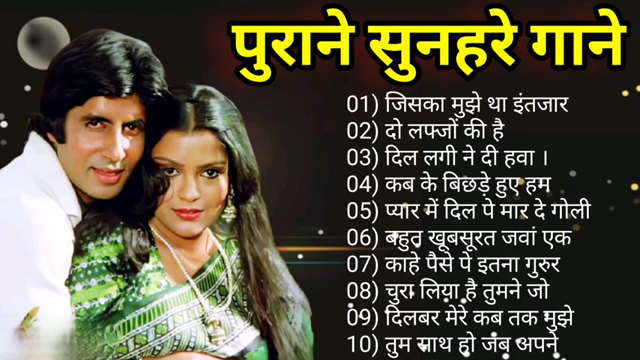 पुराने सुनहरे गाने
01) जिसका मुझे था इंतजार
02) दो लफ्जों की है
03) दिल लगी ने दी हवा ।
04) कब के बिछड़े हुए हम
05) प्यार में दिल पे मार दे गोली
06) बहुत खूबसूरत जवां एक
07) काहे पैसे पे इतना गुरुर
08) चुरा लिया है तुमने जो
09) दिलबर मेरे कब तक मुझे
10) तुम साथ हो जब अपने